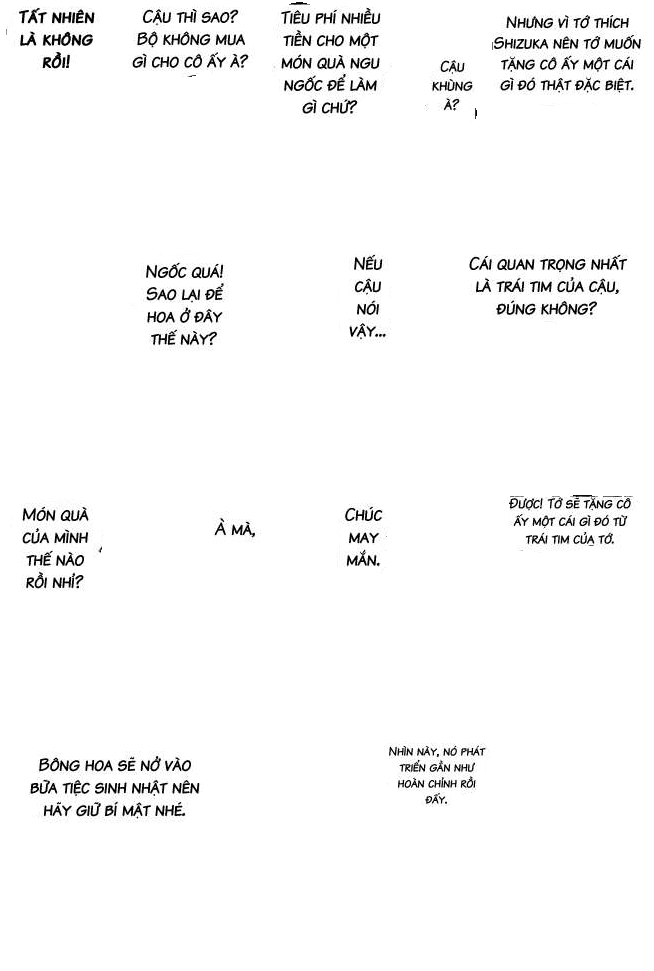 NHƯNG VÌ TỚ THÍCH
SHIZUKA NÊN TỚ MUỐN
TẶNG CÔ ẤY MỘT CÁI
GÌ ĐÓ THẬT ĐẶC BIỆT.
CẬU
KHÙNG
À?
TIÊU PHÍ NHIỀU
TIỀN CHO MỘT
MÓN QUÀ NGU
NGỐC ĐỂ LÀM
GÌ CHỨ?
CẬU THÌ SAO?
BỘ KHÔNG MUA
GÌ CHO CÔ ẤY À?
TẤT NHIÊN
LÀ KHÔNG
RỒI!
CÁI QUAN TRỌNG NHẤT
LÀ TRÁI TIM CỦA CẬU,
ĐÚNG KHÔNG?
NẾU
CẬU
NÓI
VẬY...
NGỐC QUÁ!
SAO LẠI ĐỂ
HOA Ở ĐÂY
THẾ NÀY?
ĐƯỢC! TỚ SẼ TẶNG CÔ
ẤY MỘT CÁI GÌ ĐÓ TỪ
TRÁI TIM CỦA TỚ.
CHÚC
MAY
MẮN.
À MÀ,
MÓN QUÀ
CỦA MÌNH
THẾ NÀO
RỒI NHỈ?
NHÌN NÀY, NÓ PHÁT
TRIỂN GẦN NHƯ
HOÀN CHỈNH RỒI
ĐẤY.
BÔNG HOA SẼ NỞ VÀO
BỮA TIỆC SINH NHẬT NÊN
HÃY GIỮ BÍ MẬT NHÉ.